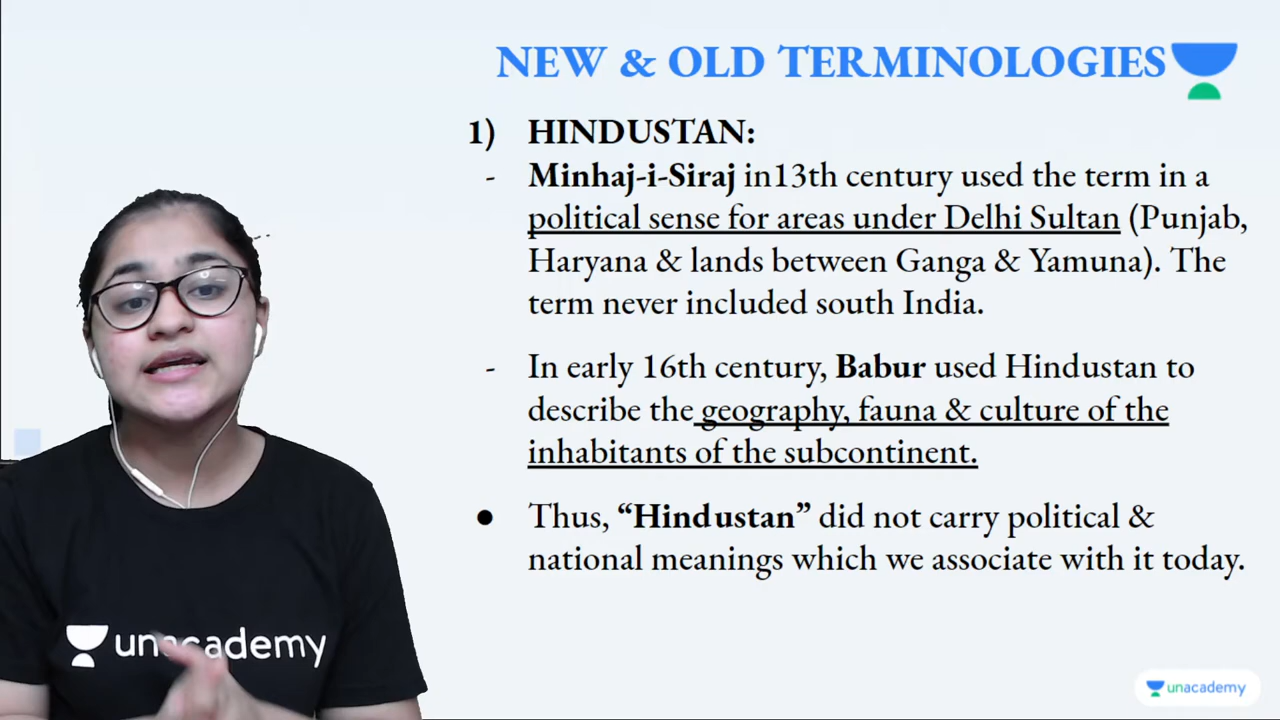 NEW & OLD TERMINOLOGIES
1) HINDUSTAN:
- Minhaj-i-Siraj in13th century used the term in a
political sense for areas under Delhi Sultan (Punjab,
Haryana & lands between Ganga & Yamuna). The
term never included south India.
- In early 16th century, Babur used Hindustan to
describe the geography, fauna & culture of the
inhabitants of the subcontinent.
● Thus, “Hindustan” did not carry political &
national meanings which we associate with it today.
unacademy
unacademy